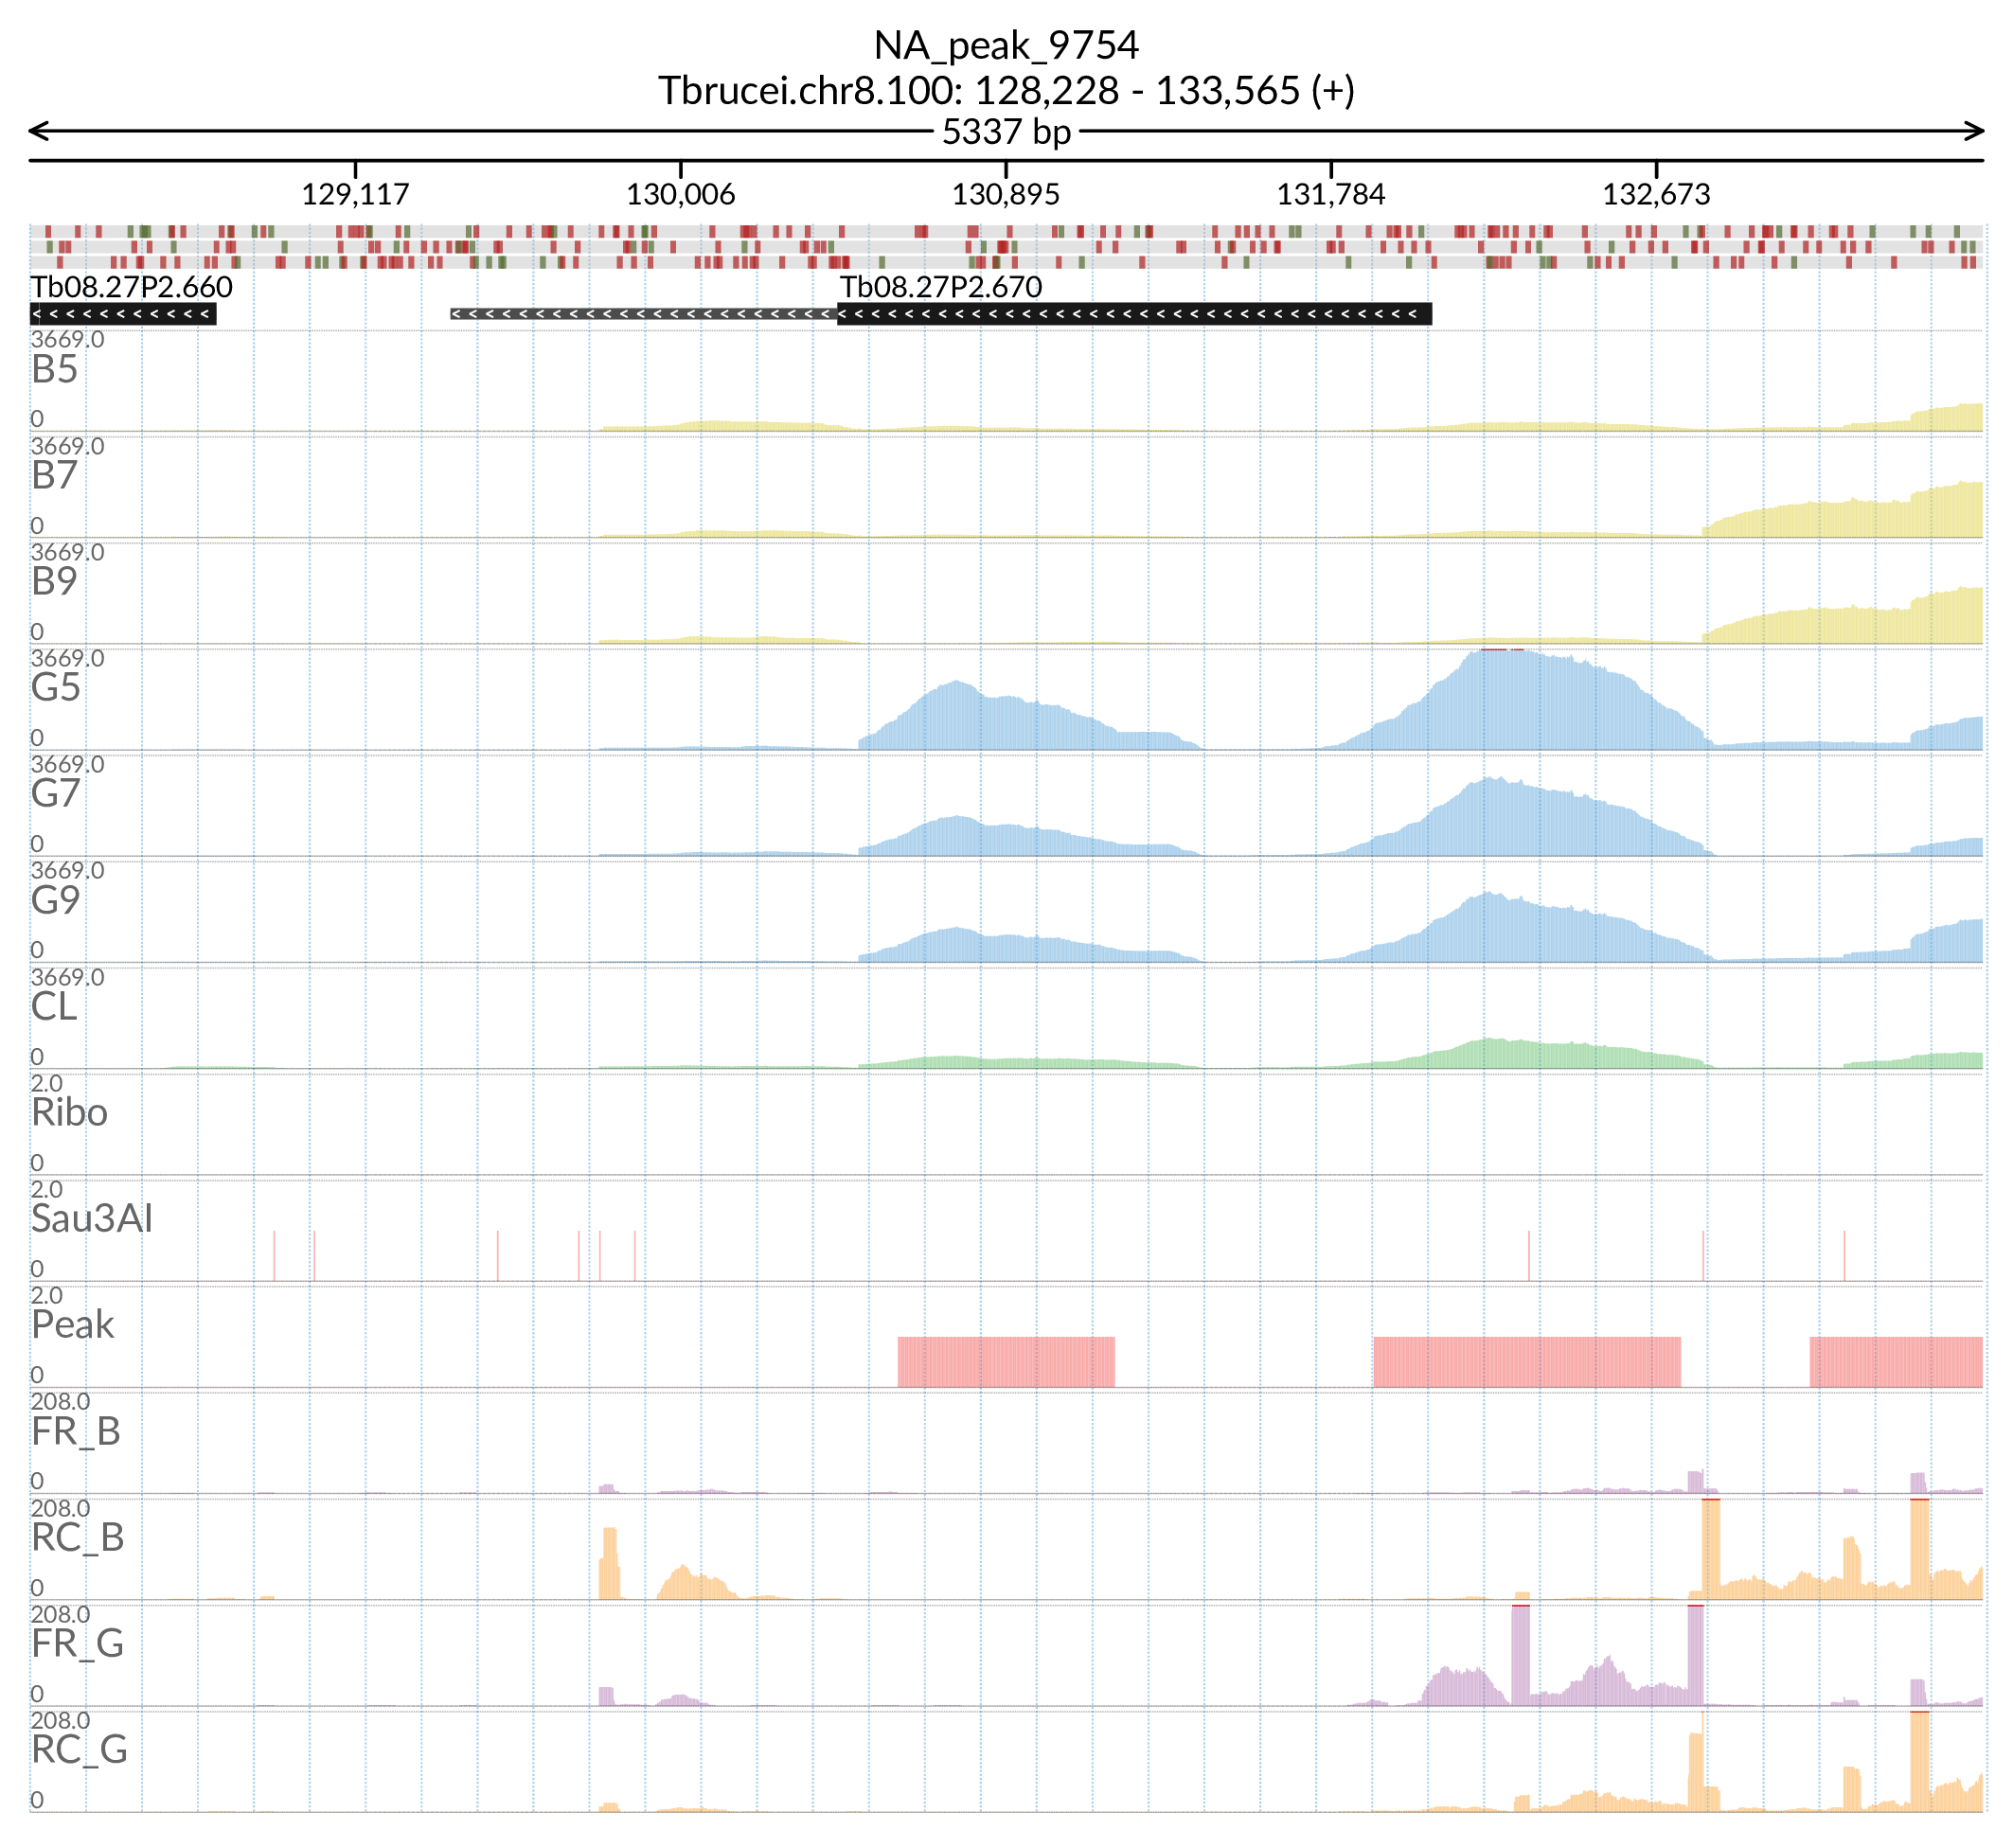 NA_peak_9754
Tbrucei.chr8.100: 128,228 - 133,565 (+)
5337 bp
129,117 130,006 130,895 131,784 132,673
Tb08.27P2.660 Tb08.27P2.670
3669.0
B5
0
3669.0
B7
0
3669.0
B9
0
3669.0
G5
0
3669.0
G7
0
3669.0
G9
0
3669.0
CL
0
2.0
Ribo
0
2.0
Sau3AI
0
2.0
Peak
0
208.0
FR_B
0
208.0
RC_B
0
208.0
FR_G
0
208.0
RC_G
0